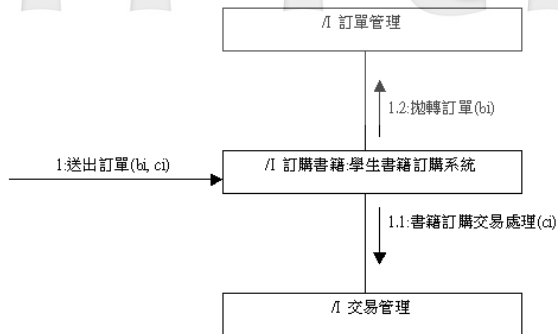 /I 訂單管理
1.2:拋轉訂單(bi)
1:送出訂單(bi, ci)
/I 訂購書籍:學生書籍訂購系統
1.1:書籍訂購交易處理(ci)
/I 交易管理